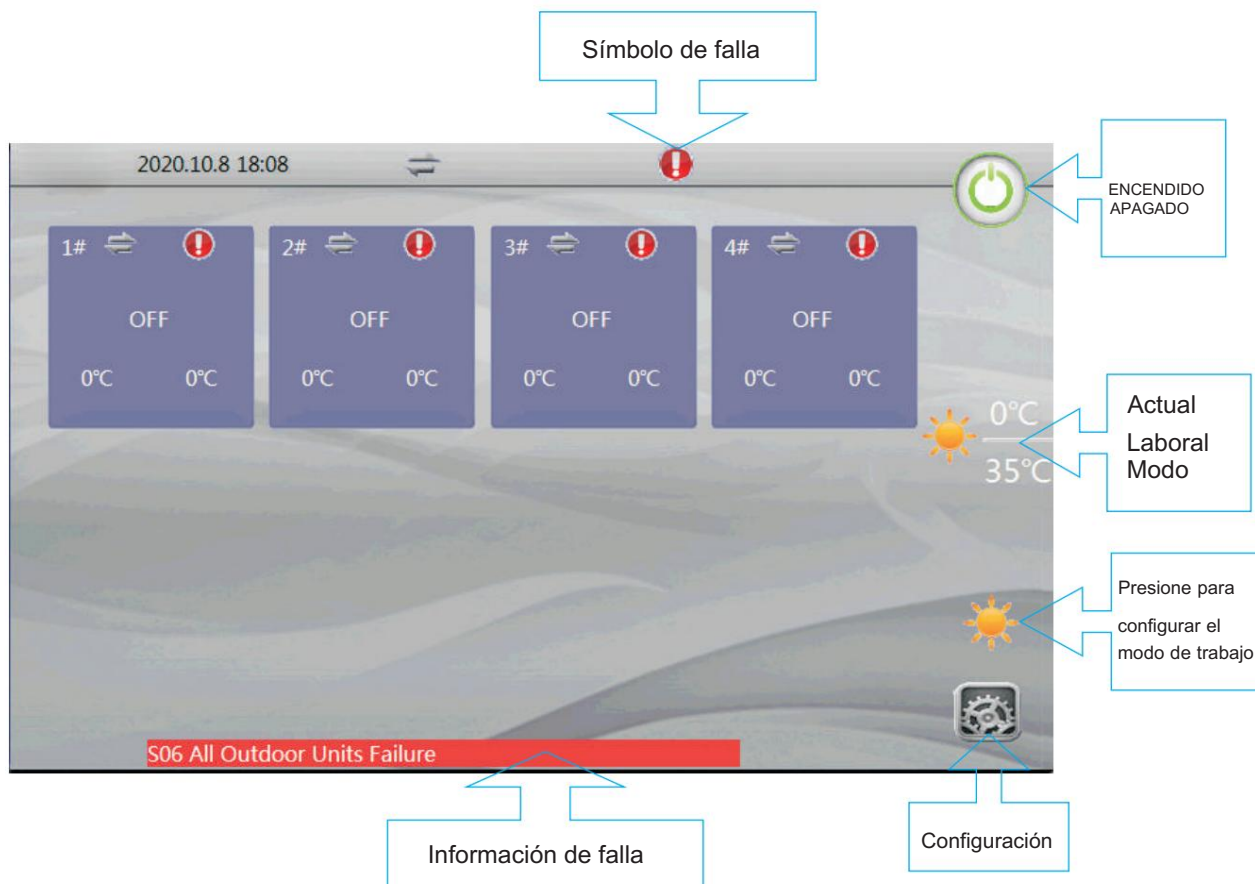 Símbolo de falla
2020.10.8 18:08
ENCENDIDO
APAGADO
1# 2# 3# 4#
OFF OFF OFF OFF
0℃ 0℃ 0℃ 0℃ 0℃ 0℃ 0℃ 0℃
0℃
35℃
Actual
Laboral
Modo
Presione para
configurar el
modo de trabajo
S06 All Outdoor Units Failure
Información de falla
Configuración